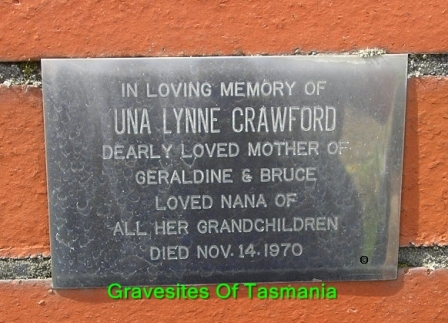 IN LOVING MEMORY OF
UNA LYNNE CRAWFORD
DEARLY LOVED MOTHER OF
GERALDINE & BRUCE
LOVED NANA OF
ALL HER GRANDCHILDREN
DIED NOV. 14. 1970
Gravesites Of Tasmania